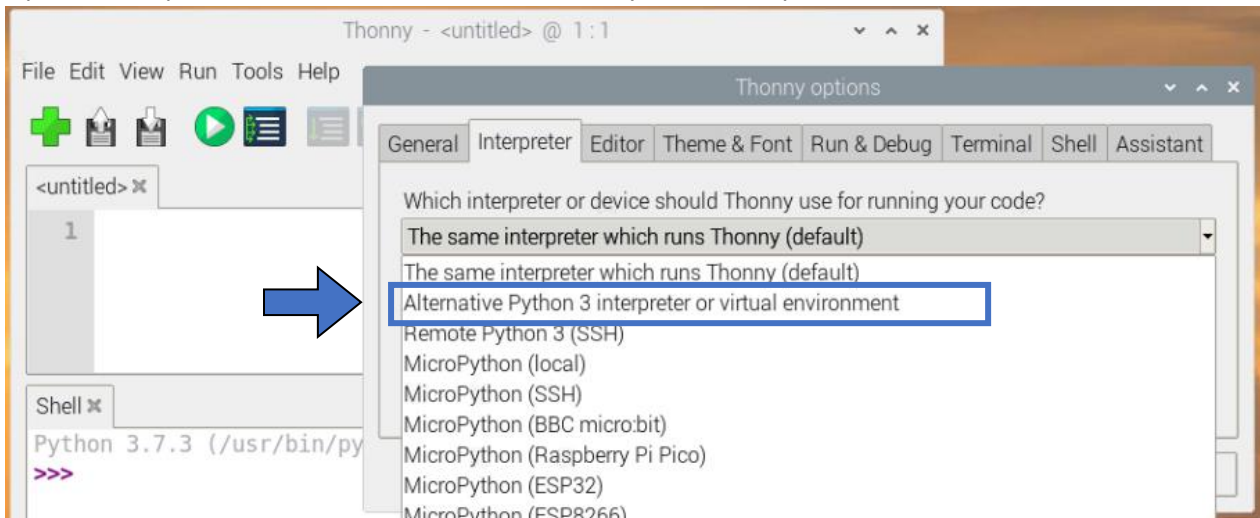 Thonny - <untitled> @ 1:1
File Edit View Run Tools Help
Thonny options
General Interpreter Editor Theme & Font Run & Debug Terminal Shell Assistant
<untitled>
Which interpreter or device should Thonny use for running your code?
1
The same interpreter which runs Thonny (default)
The same interpreter which runs Thonny (default)
Alternative Python 3 interpreter or virtual environment
Remote Python 3 (SSH)
MicroPython (local)
MicroPython (SSH)
MicroPython (BBC micro:bit)
MicroPython (Raspberry Pi Pico)
MicroPython (ESP32)
MicroPython (ESP8266)
Shell
Python 3.7.3 (/usr/bin/py
>>>